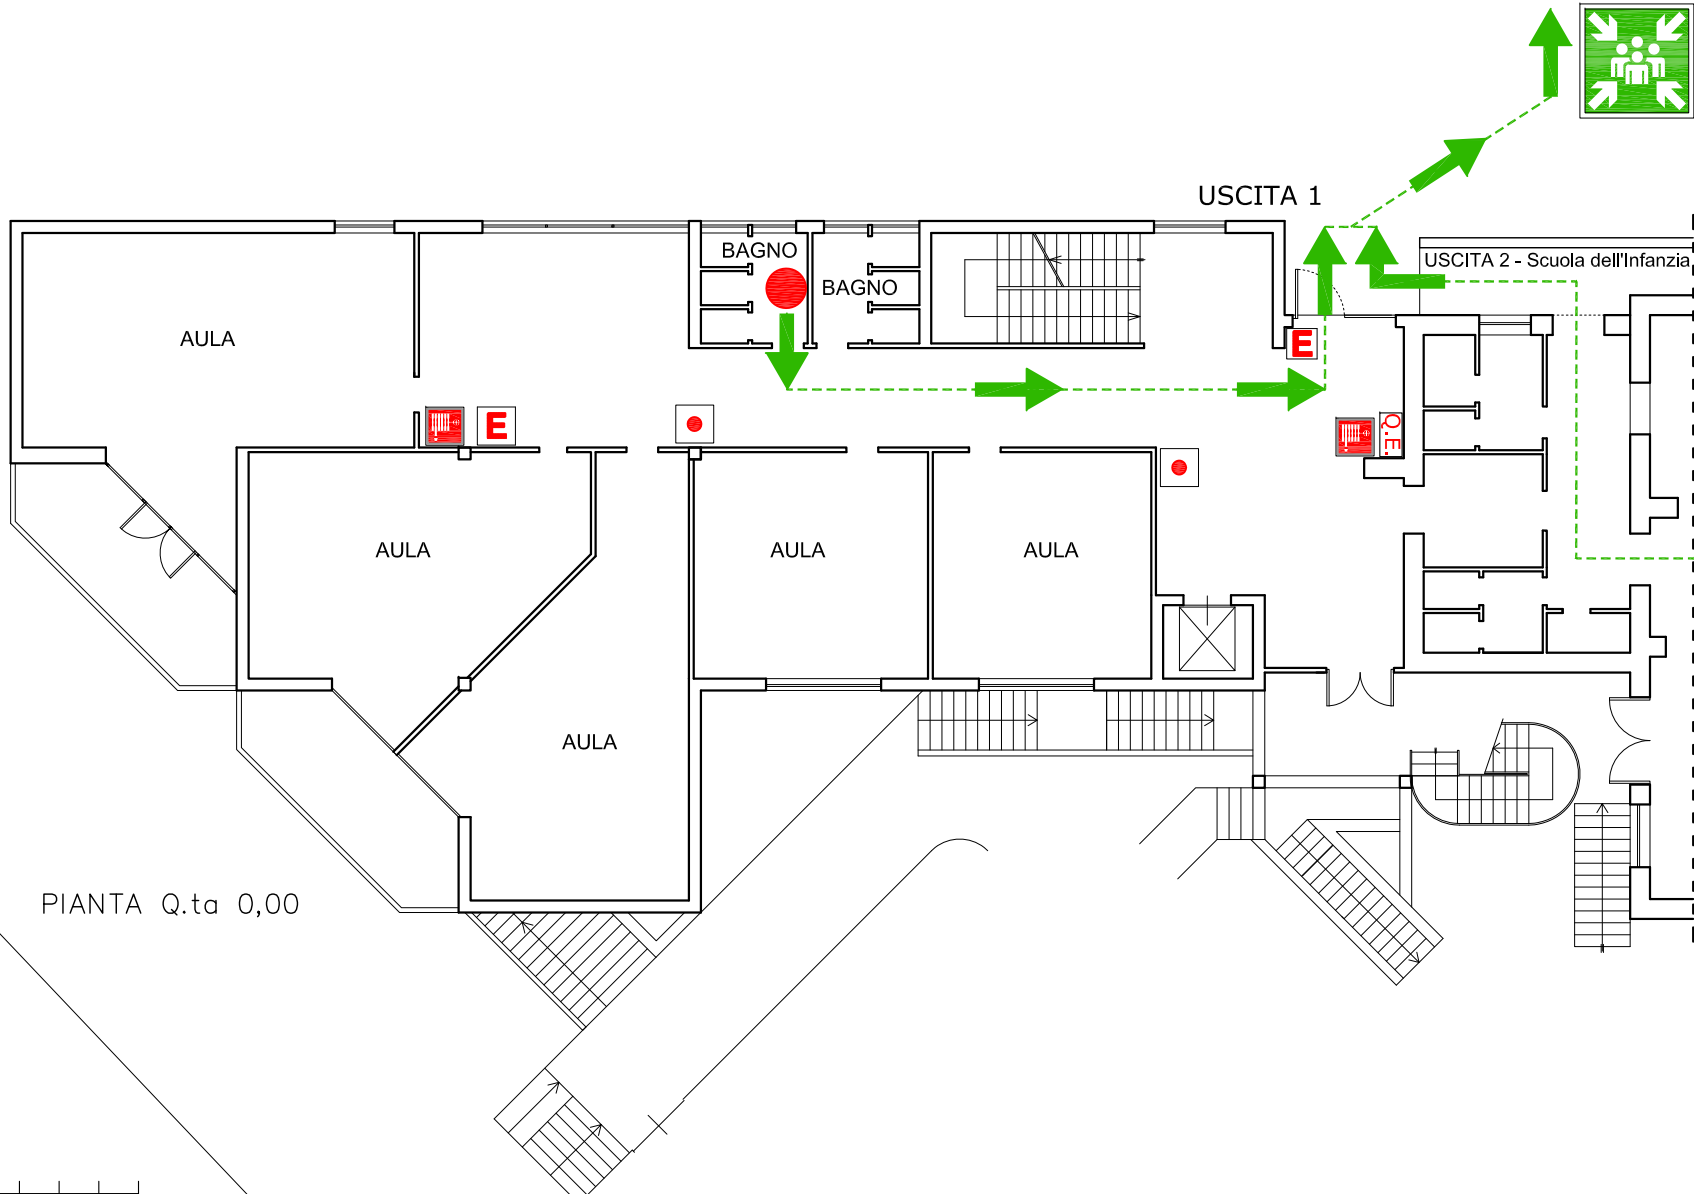 USCITA 1
BAGNO
USCITA 2 - Scuola dell'Infanzia
BAGNO
AULA
E
E
Q.E.
AULA
AULA
AULA
AULA
PIANTA Q.ta 0,00